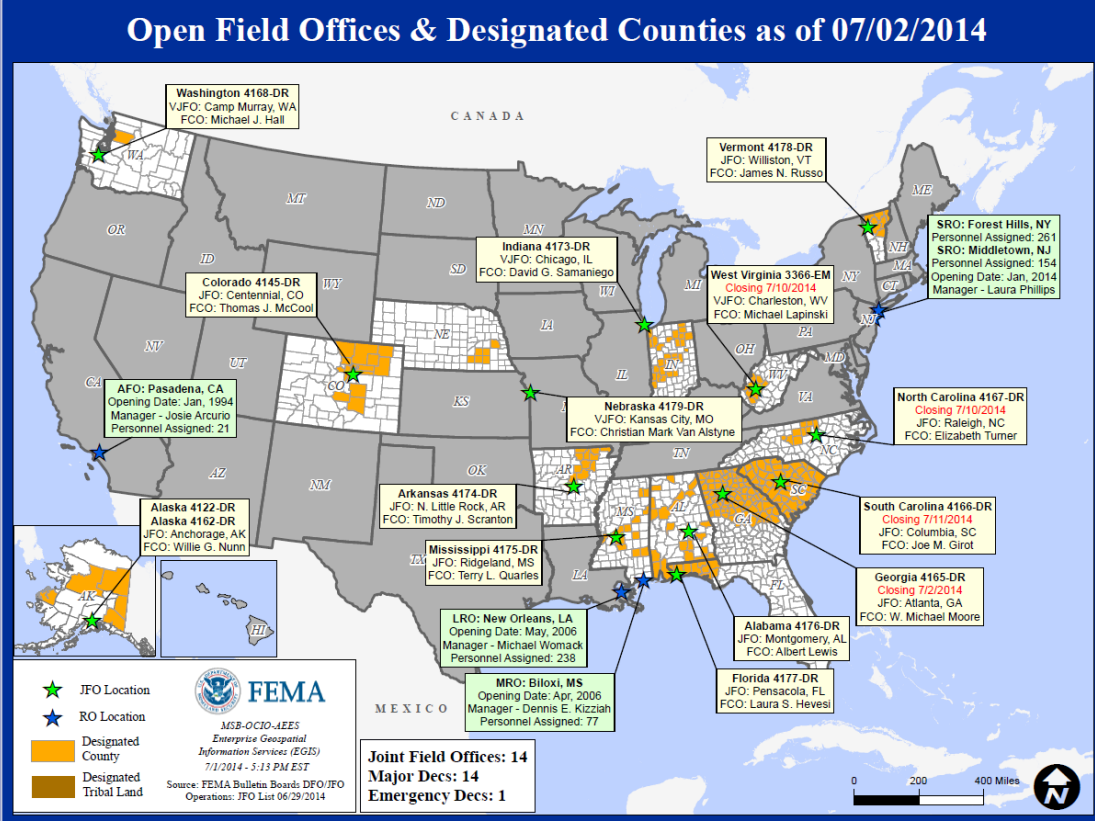 Open Field Offices & Designated Counties as of 07/02/2014
Washington 4168-DR
VJFO: Camp Murray, WA
FCO: Michael J. Hall
CANADA
Vermont 4178-DR
JFO: Williston, VT
FCO: James N. Russo
WA
MT
ND
MN
ME
OR
ID
SD
WY
WI
MI
NY
NH
MA
CT
SRO: Forest Hills, NY
Personnel Assigned: 261
SRO: Middletown, NJ
Personnel Assigned: 154
Opening Date: Jan, 2014
Manager - Laura Phillips
Indiana 4173-DR
VJFO: Chicago, IL
FCO: David G. Samaniego
West Virginia 3366-EM
Closing 7/10/2014
VJFO: Charleston, WV
FCO: Michael Lapinski
Colorado 4145-DR
JFO: Centennial, CO
FCO: Thomas J. McCool
NJ
PA
NE
IA
NV
UT
CO
IL
IN
OH
MD
WV
VA
CA
KS
AFO: Pasadena, CA
Opening Date: Jan, 1994
Manager - Josie Arcurio
Personnel Assigned: 21
Nebraska 4179-DR
VJFO: Kansas City, MO
FCO: Christian Mark Van Alstyne
North Carolina 4167-DR
Closing 7/10/2014
JFO: Raleigh, NC
FCO: Elizabeth Turner
NC
TN
AZ
NM
OK
AR
Arkansas 4174-DR
JFO: N. Little Rock, AR
FCO: Timothy J. Scranton
SC
MS
AL
GA
Alaska 4122-DR
Alaska 4162-DR
JFO: Anchorage, AK
FCO: Willie G. Nunn
South Carolina 4166-DR
Closing 7/11/2014
JFO: Columbia, SC
FCO: Joe M. Girot
Mississippi 4175-DR
JFO: Ridgeland, MS
FCO: Terry L. Quarles
TX
LA
FL
Georgia 4165-DR
Closing 7/2/2014
JFO: Atlanta, GA
FCO: W. Michael Moore
AK
HI
LRO: New Orleans, LA
Opening Date: May, 2006
Manager - Michael Womack
Personnel Assigned: 238
Alabama 4176-DR
JFO: Montgomery, AL
FCO: Albert Lewis
MRO: Biloxi, MS
Opening Date: Apr, 2006
Manager - Dennis E. Kizziah
Personnel Assigned: 77
Florida 4177-DR
JFO: Pensacola, FL
FCO: Laura S. Hevesi
MEXICO
JFO Location
RO Location
Designated
County
Designated
Tribal Land
FEMA
MSB-OCIO-AEES
Enterprise Geospatial
Information Services (EGIS)
7/1/2014 - 5:13 PM EST
Source: FEMA Bulletin Boards DFO/JFO
Operations: JFO List 06/29/2014
Joint Field Offices: 14
Major Decs: 14
Emergency Decs: 1
0 200 400 Miles
N